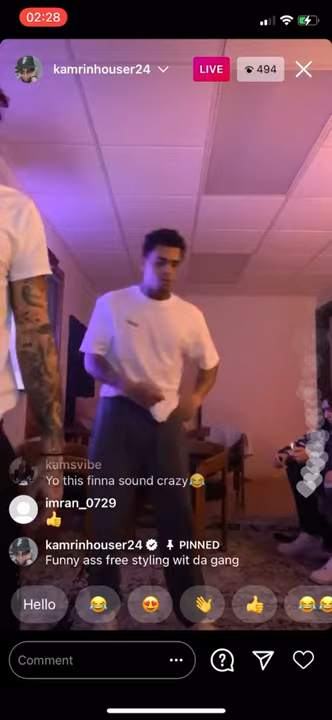 02:28
kamrinhouser24
LIVE
494
kamsvibe
Yo this finna sound crazy😂
imran_0729
👍
kamrinhouser24 PINNED
Funny ass free styling wit da gang
Hello 😂 😍 👋 👍 😂😂
Comment